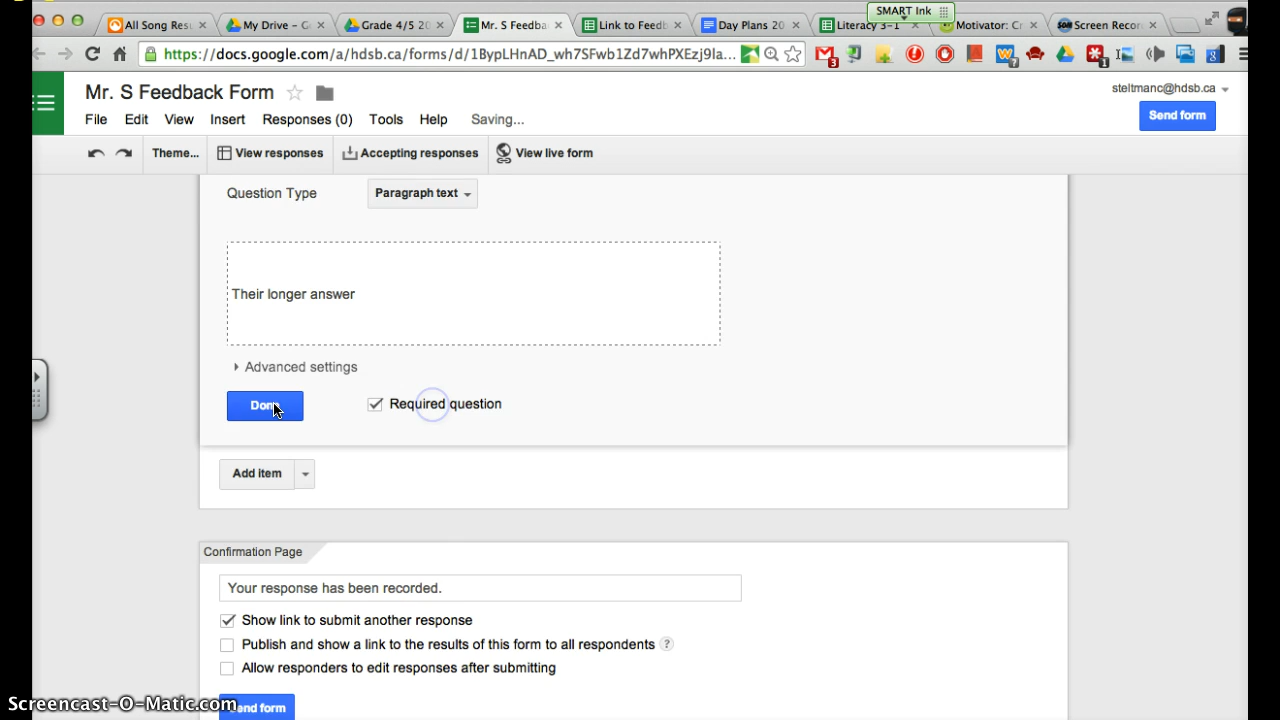 SMART Ink
All Song Res
My Drive - G
Grade 4/5 20
Mr. S Feedba
Link to Feedb
Day Plans 20
Literacy 3-1
Motivator: Cr
Screen Recor
https://docs.google.com/a/hdsb.ca/forms/d/1BypLHnAD_wh7SFwb1Zd7whPXEzj9la...
Mr. S Feedback Form
steltmanc@hdsb.ca
Send form
File Edit View Insert Responses (0) Tools Help Saving...
Theme... View responses Accepting responses View live form
Question Type Paragraph text
Their longer answer
Advanced settings
Done Required question
Add item
Confirmation Page
Your response has been recorded.
Show link to submit another response
Publish and show a link to the results of this form to all respondents ?
Allow responders to edit responses after submitting
Send form
Screencast-O-Matic.com